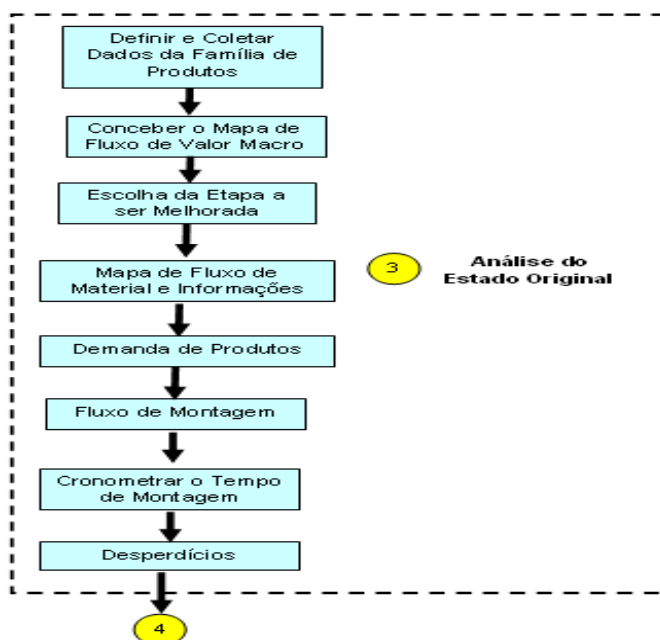 Definir e Coletar
Dados da Família de
Produtos
Conceber o Mapa de
Fluxo de Valor Macro
Escolha da Etapa a
ser Melhorada
Mapa de Fluxo de
Material e Informações
3
Análise do
Estado Original
Demanda de Produtos
Fluxo de Montagem
Cronometrar o Tempo
de Montagem
Desperdícios
4